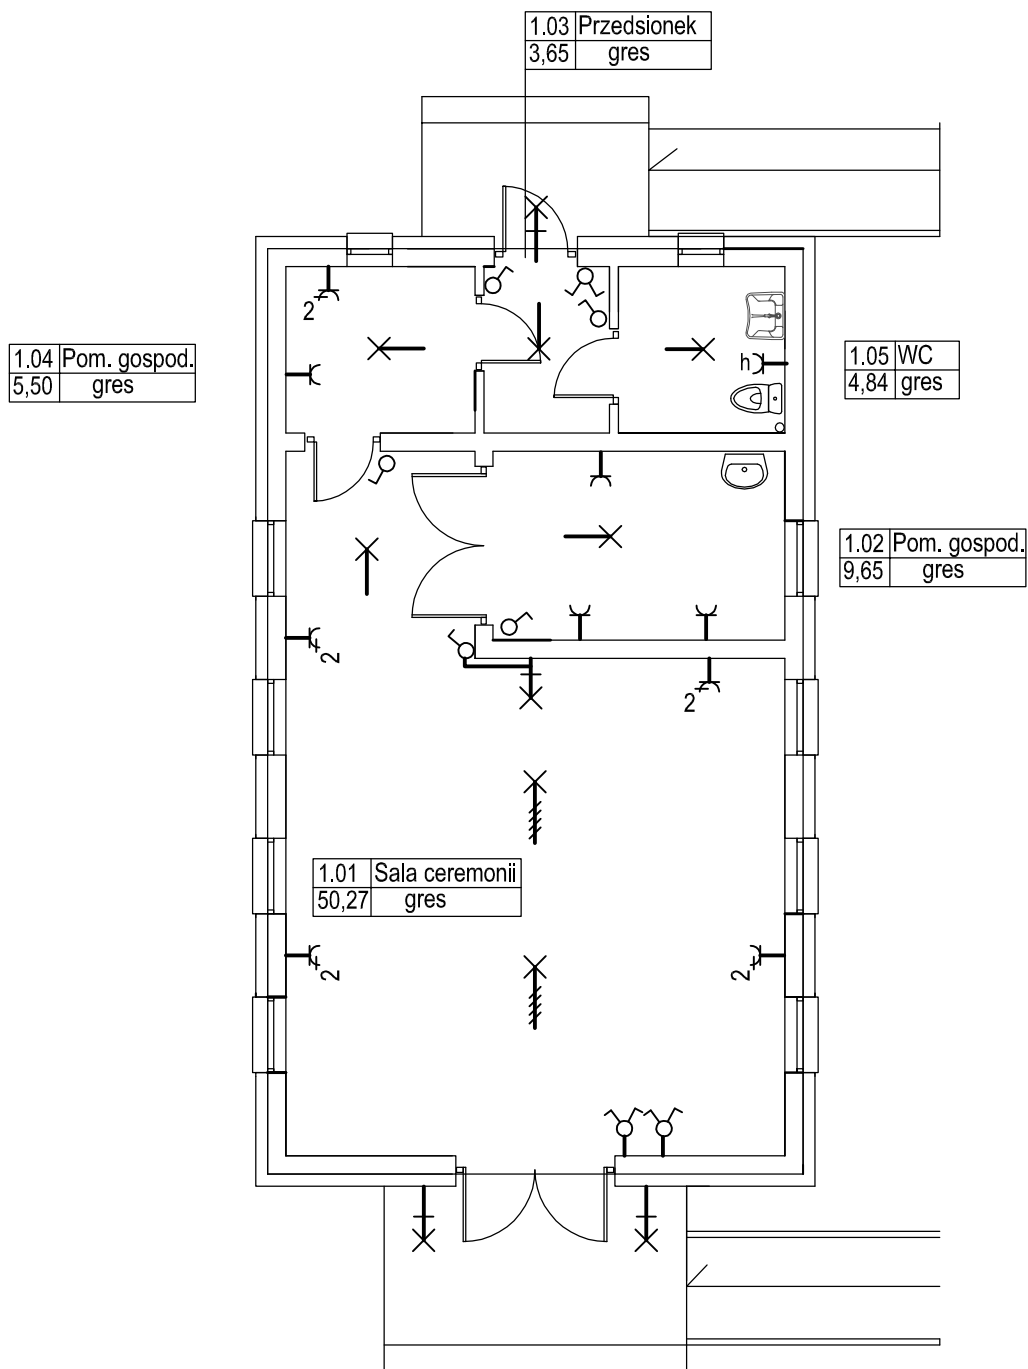 1.03 Przedsionek
3,65 gres
2
1.04 Pom. gospod.
5,50 gres
h
1.05 WC
4,84 gres
1.02 Pom. gospod.
9,65 gres
2
2
1.01 Sala ceremonii
50,27 gres
2
2